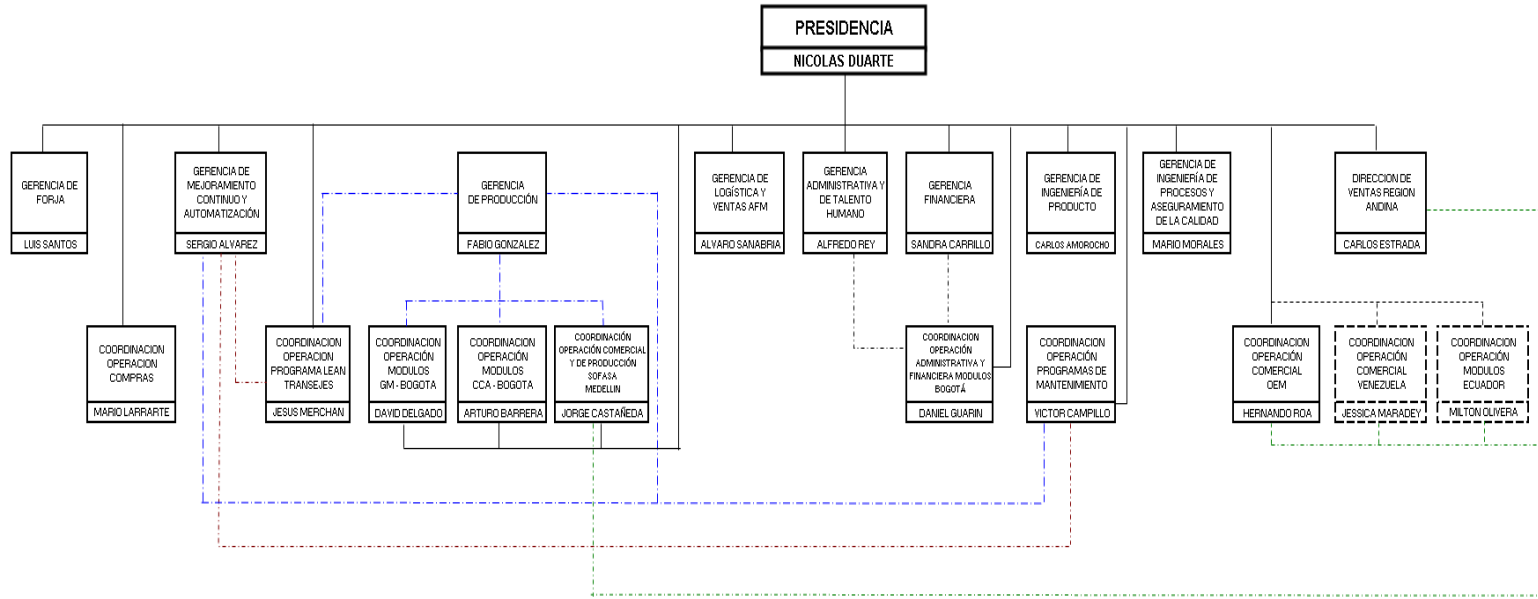 PRESIDENCIA
NICOLAS DUARTE
GERENCIA DE
FORJA
LUIS SANTOS
GERENCIA DE
MEJORAMIENTO
CONTINUO Y
AUTOMATIZACIÓN
SERGIO ALVAREZ
GERENCIA
DE PRODUCCIÓN
FABIO GONZALEZ
GERENCIA DE
LOGÍSTICA Y
VENTAS AFM
ALVARO SANABRIA
GERENCIA
ADMINISTRATIVA Y
DE TALENTO
HUMANO
ALFREDO REY
GERENCIA
FINANCIERA
SANDRA CARRILLO
GERENCIA DE
INGENIERÍA DE
PRODUCTO
CARLOS AMOROCHO
GERENCIA DE
INGENIERÍA DE
PROCESOS Y
ASEGURAMIENTO
DE LA CALIDAD
MARIO MORALES
DIRECCION DE
VENTAS REGION
ANDINA
CARLOS ESTRADA
COORDINACION
OPERACION
COMPRAS
MARIO LARRARTE
COORDINACION
OPERACIÓN
PROGRAMA LEAN
TRANSEJES
JESUS MERCHAN
COORDINACION
OPERACIÓN
MODULOS
GM - BOGOTA
DAVID DELGADO
COORDINACION
OPERACIÓN
MODULOS
CCA - BOGOTA
ARTURO BARRERA
COORDINACIÓN
OPERACIÓN COMERCIAL
Y DE PRODUCCIÓN
SOFASA
MEDELLIN
JORGE CASTAÑEDA
COORDINACION
OPERACIÓN
ADMINISTRATIVA Y
FINANCIERA MODULOS
BOGOTÁ
DANIEL GUARIN
COORDINACION
OPERACIÓN
PROGRAMAS DE
MANTENIMIENTO
VICTOR CAMPILLO
COORDINACION
OPERACIÓN
COMERCIAL
OEM
HERNANDO ROA
COORDINACION
OPERACIÓN
COMERCIAL
VENEZUELA
JESSICA MARADEY
COORDINACION
OPERACIÓN
MODULOS
ECUADOR
MILTON OLIVERA